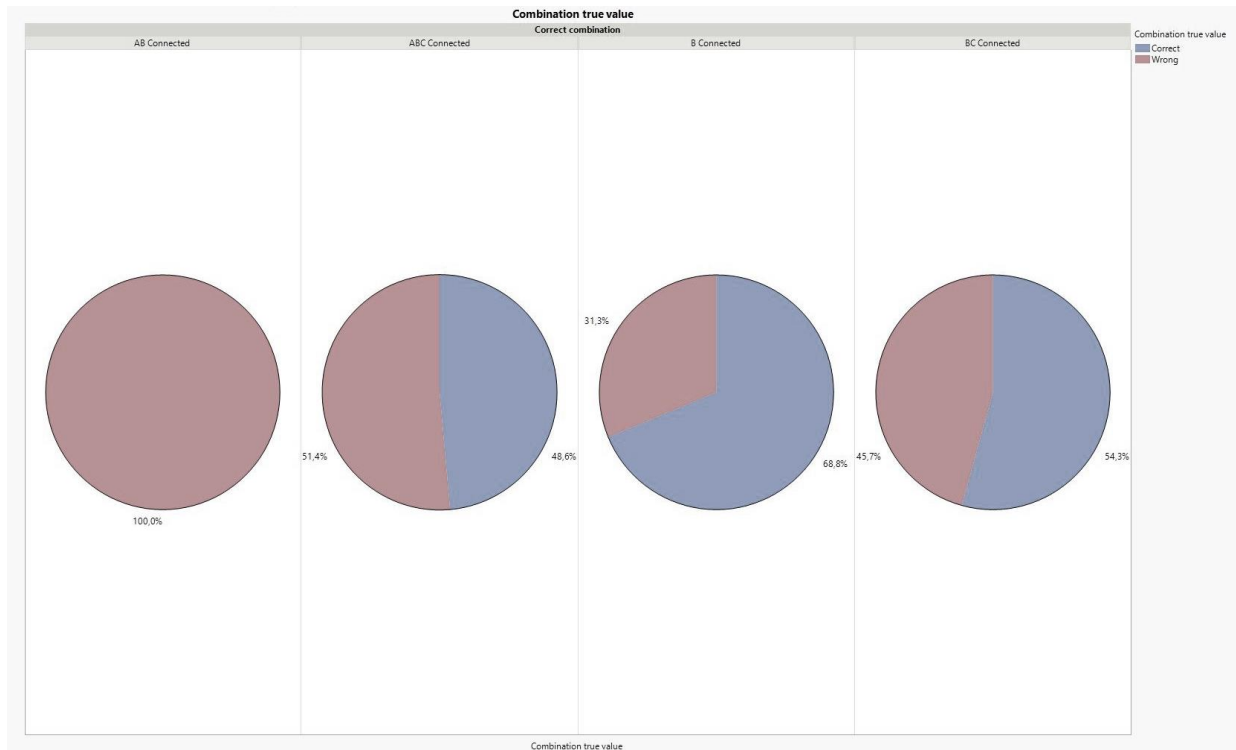 Combination true value
Correct combination
AB Connected
ABC Connected
B Connected
BC Connected
Combination true value
Correct
Wrong
100,0%
51,4%
48,6%
31,3%
68,8%
45,7%
54,3%
Combination true value